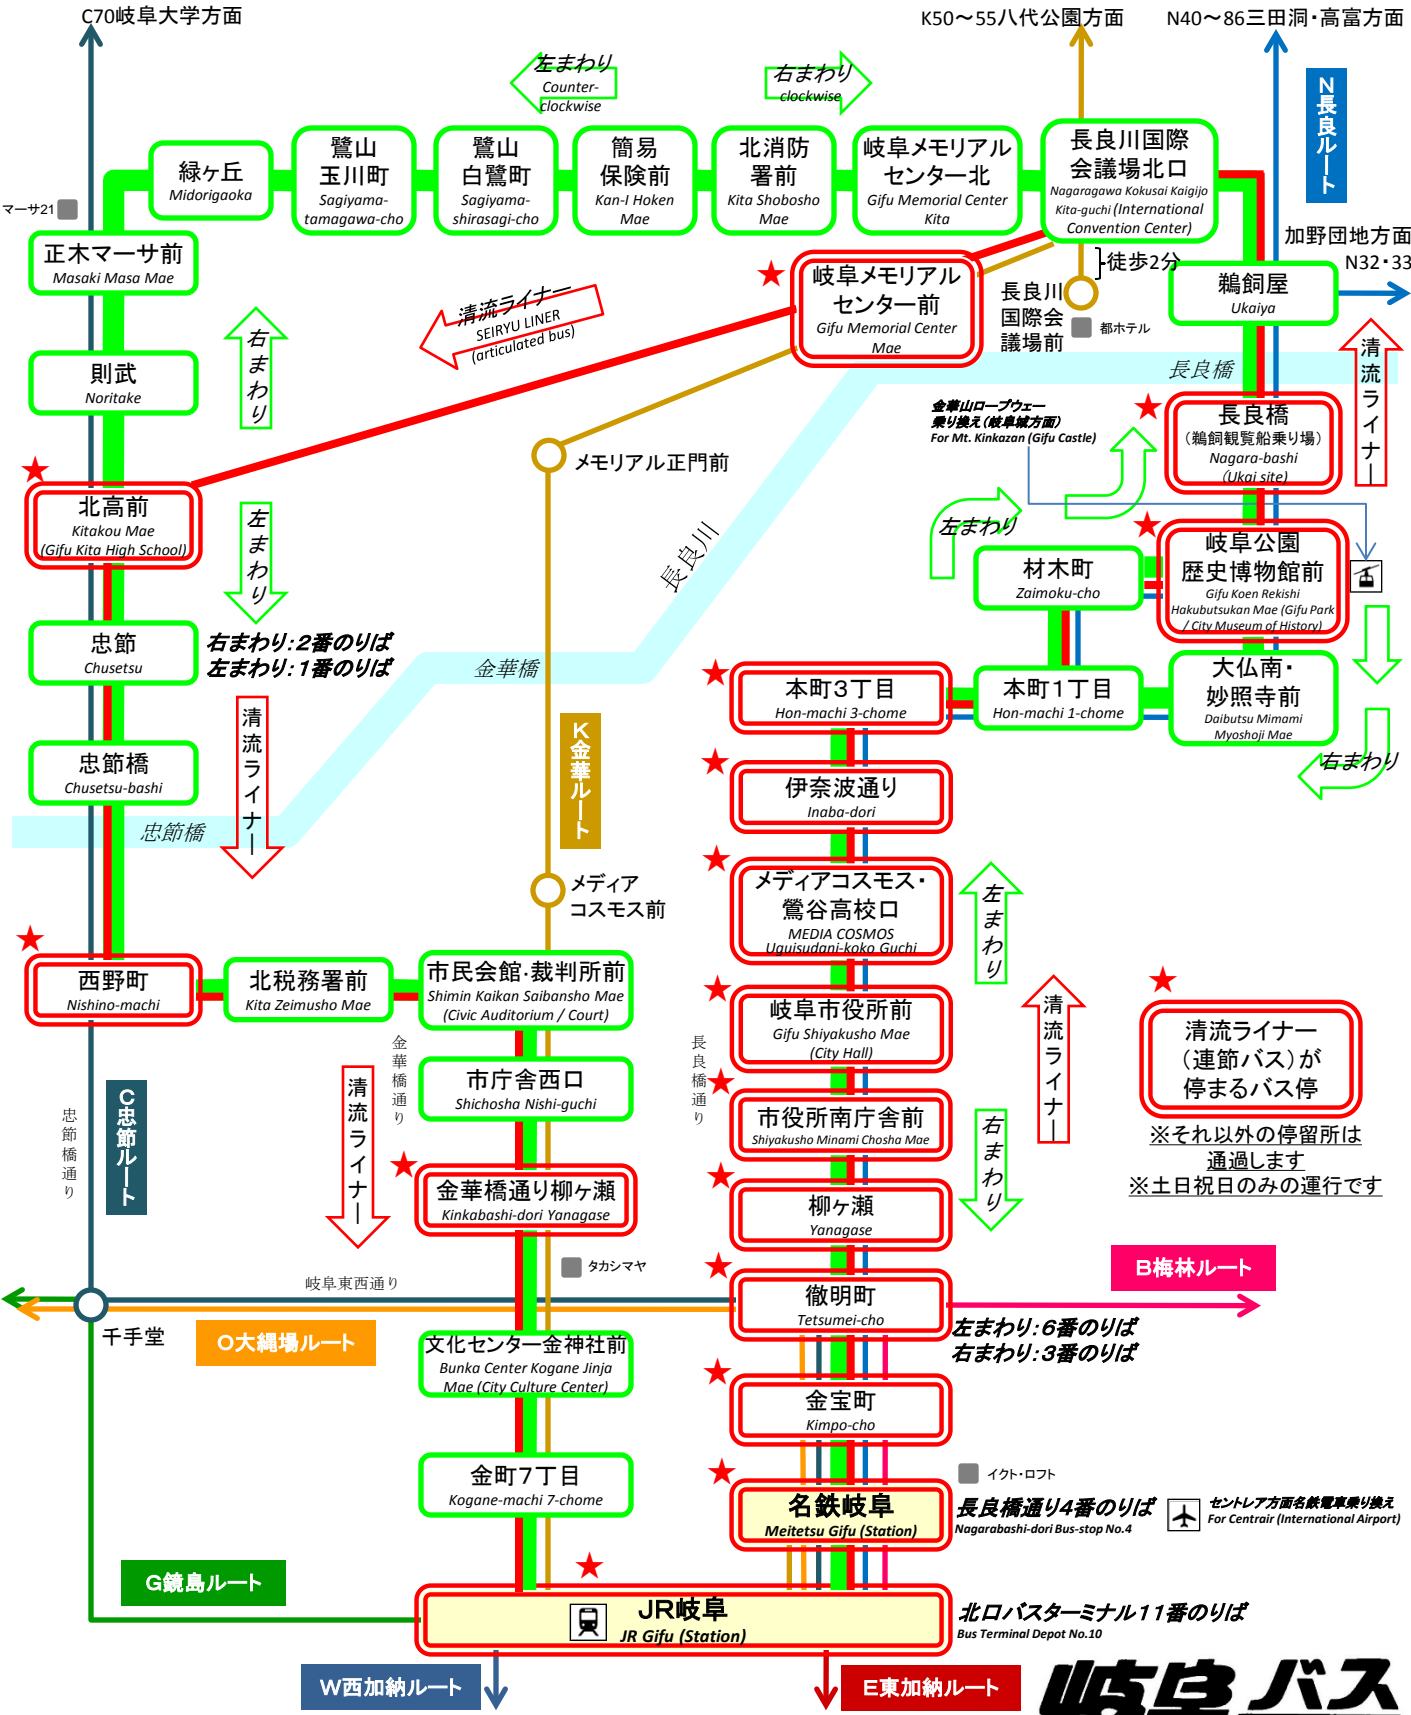 C70岐阜大学方面
K50～55八代公園方面
N40～86三田洞・高富方面
左まわり
Counter-
clockwise
右まわり
clockwise
N長良ルート
緑ヶ丘
Midorigaoka
鷺山
玉川町
Sagiyama-
tamagawa-cho
鷺山
白鷺町
Sagiyama-
shirasagi-cho
簡易
保険前
Kan-I Hoken
Mae
北消防
署前
Kita Shobosho
Mae
岐阜メモリアル
センター北
Gifu Memorial Center
Kita
長良川国際
会議場北口
Nagaragawa Kokusai Kaigijo
Kita-guchi (International
Convention Center)
マーサ21
正木マーサ前
Masaki Masa Mae
加野団地方面
N32・33
徒歩2分
鵜飼屋
Ukaiya
岐阜メモリアル
センター前
Gifu Memorial Center
Mae
長良川
国際会
議場前
都ホテル
清流ライナー
SEIRYU LINER
(articulated bus)
右まわり
則武
Noritake
清流ライナー
長良橋
金華山ロープウェー
乗り換え（岐阜城方面）
For Mt. Kinkazan (Gifu Castle)
長良橋
（鵜飼観覧船乗り場）
Nagara-bashi
(Ukai site)
メモリアル正門前
北高前
Kitakou Mae
(Gifu Kita High School)
左まわり
長良川
左まわり
岐阜公園
歴史博物館前
Gifu Koen Rekishi
Hakubutsukan Mae (Gifu Park
/ City Museum of History)
材木町
Zaimoku-cho
忠節
Chusetsu
右まわり：2番のりば
左まわり：1番のりば
金華橋
本町3丁目
Hon-machi 3-chome
本町1丁目
Hon-machi 1-chome
大仏南・
妙照寺前
Daibutsu Mimami
Myoshoji Mae
右まわり
清流ライナー
K金華ルート
忠節橋
Chusetsu-bashi
忠節橋
伊奈波通り
Inaba-dori
メディア
コスモス前
メディアコスモス・
鶯谷高校口
MEDIA COSMOS
Uguisudani-koko Guchi
左まわり
西野町
Nishino-machi
北税務署前
Kita Zeimusho Mae
市民会館・裁判所前
Shimin Kaikan Saibansho Mae
(Civic Auditorium / Court)
岐阜市役所前
Gifu Shiyakusho Mae
(City Hall)
清流ライナー
清流ライナー
（連節バス）が
停まるバス停
※それ以外の停留所は
通過します
※土日祝日のみの運行です
金華橋通り
長良橋通り
市庁舎西口
Shichosha Nishi-guchi
清流ライナー
C忠節ルート
忠節橋通り
市役所南庁舎前
Shiyakusho Minami Chosha Mae
右まわり
金華橋通り柳ヶ瀬
Kinkabashi-dori Yanagase
柳ヶ瀬
Yanagase
タカシマヤ
岐阜東西通り
B梅林ルート
徹明町
Tetsumei-cho
千手堂
O大縄場ルート
左まわり：6番のりば
右まわり：3番のりば
文化センター金神社前
Bunka Center Kogane Jinja
Mae (City Culture Center)
金宝町
Kimpo-cho
金町7丁目
Kogane-machi 7-chome
イクト・ロフト
名鉄岐阜
Meitetsu Gifu (Station)
長良橋通り4番のりば
Nagarabashi-dori Bus-stop No.4
セントレア方面名鉄電車乗り換え
For Centrair (International Airport)
G鏡島ルート
JR岐阜
JR Gifu (Station)
北口バスターミナル11番のりば
Bus Terminal Depot No.10
W西加納ルート
E東加納ルート
岐阜バス